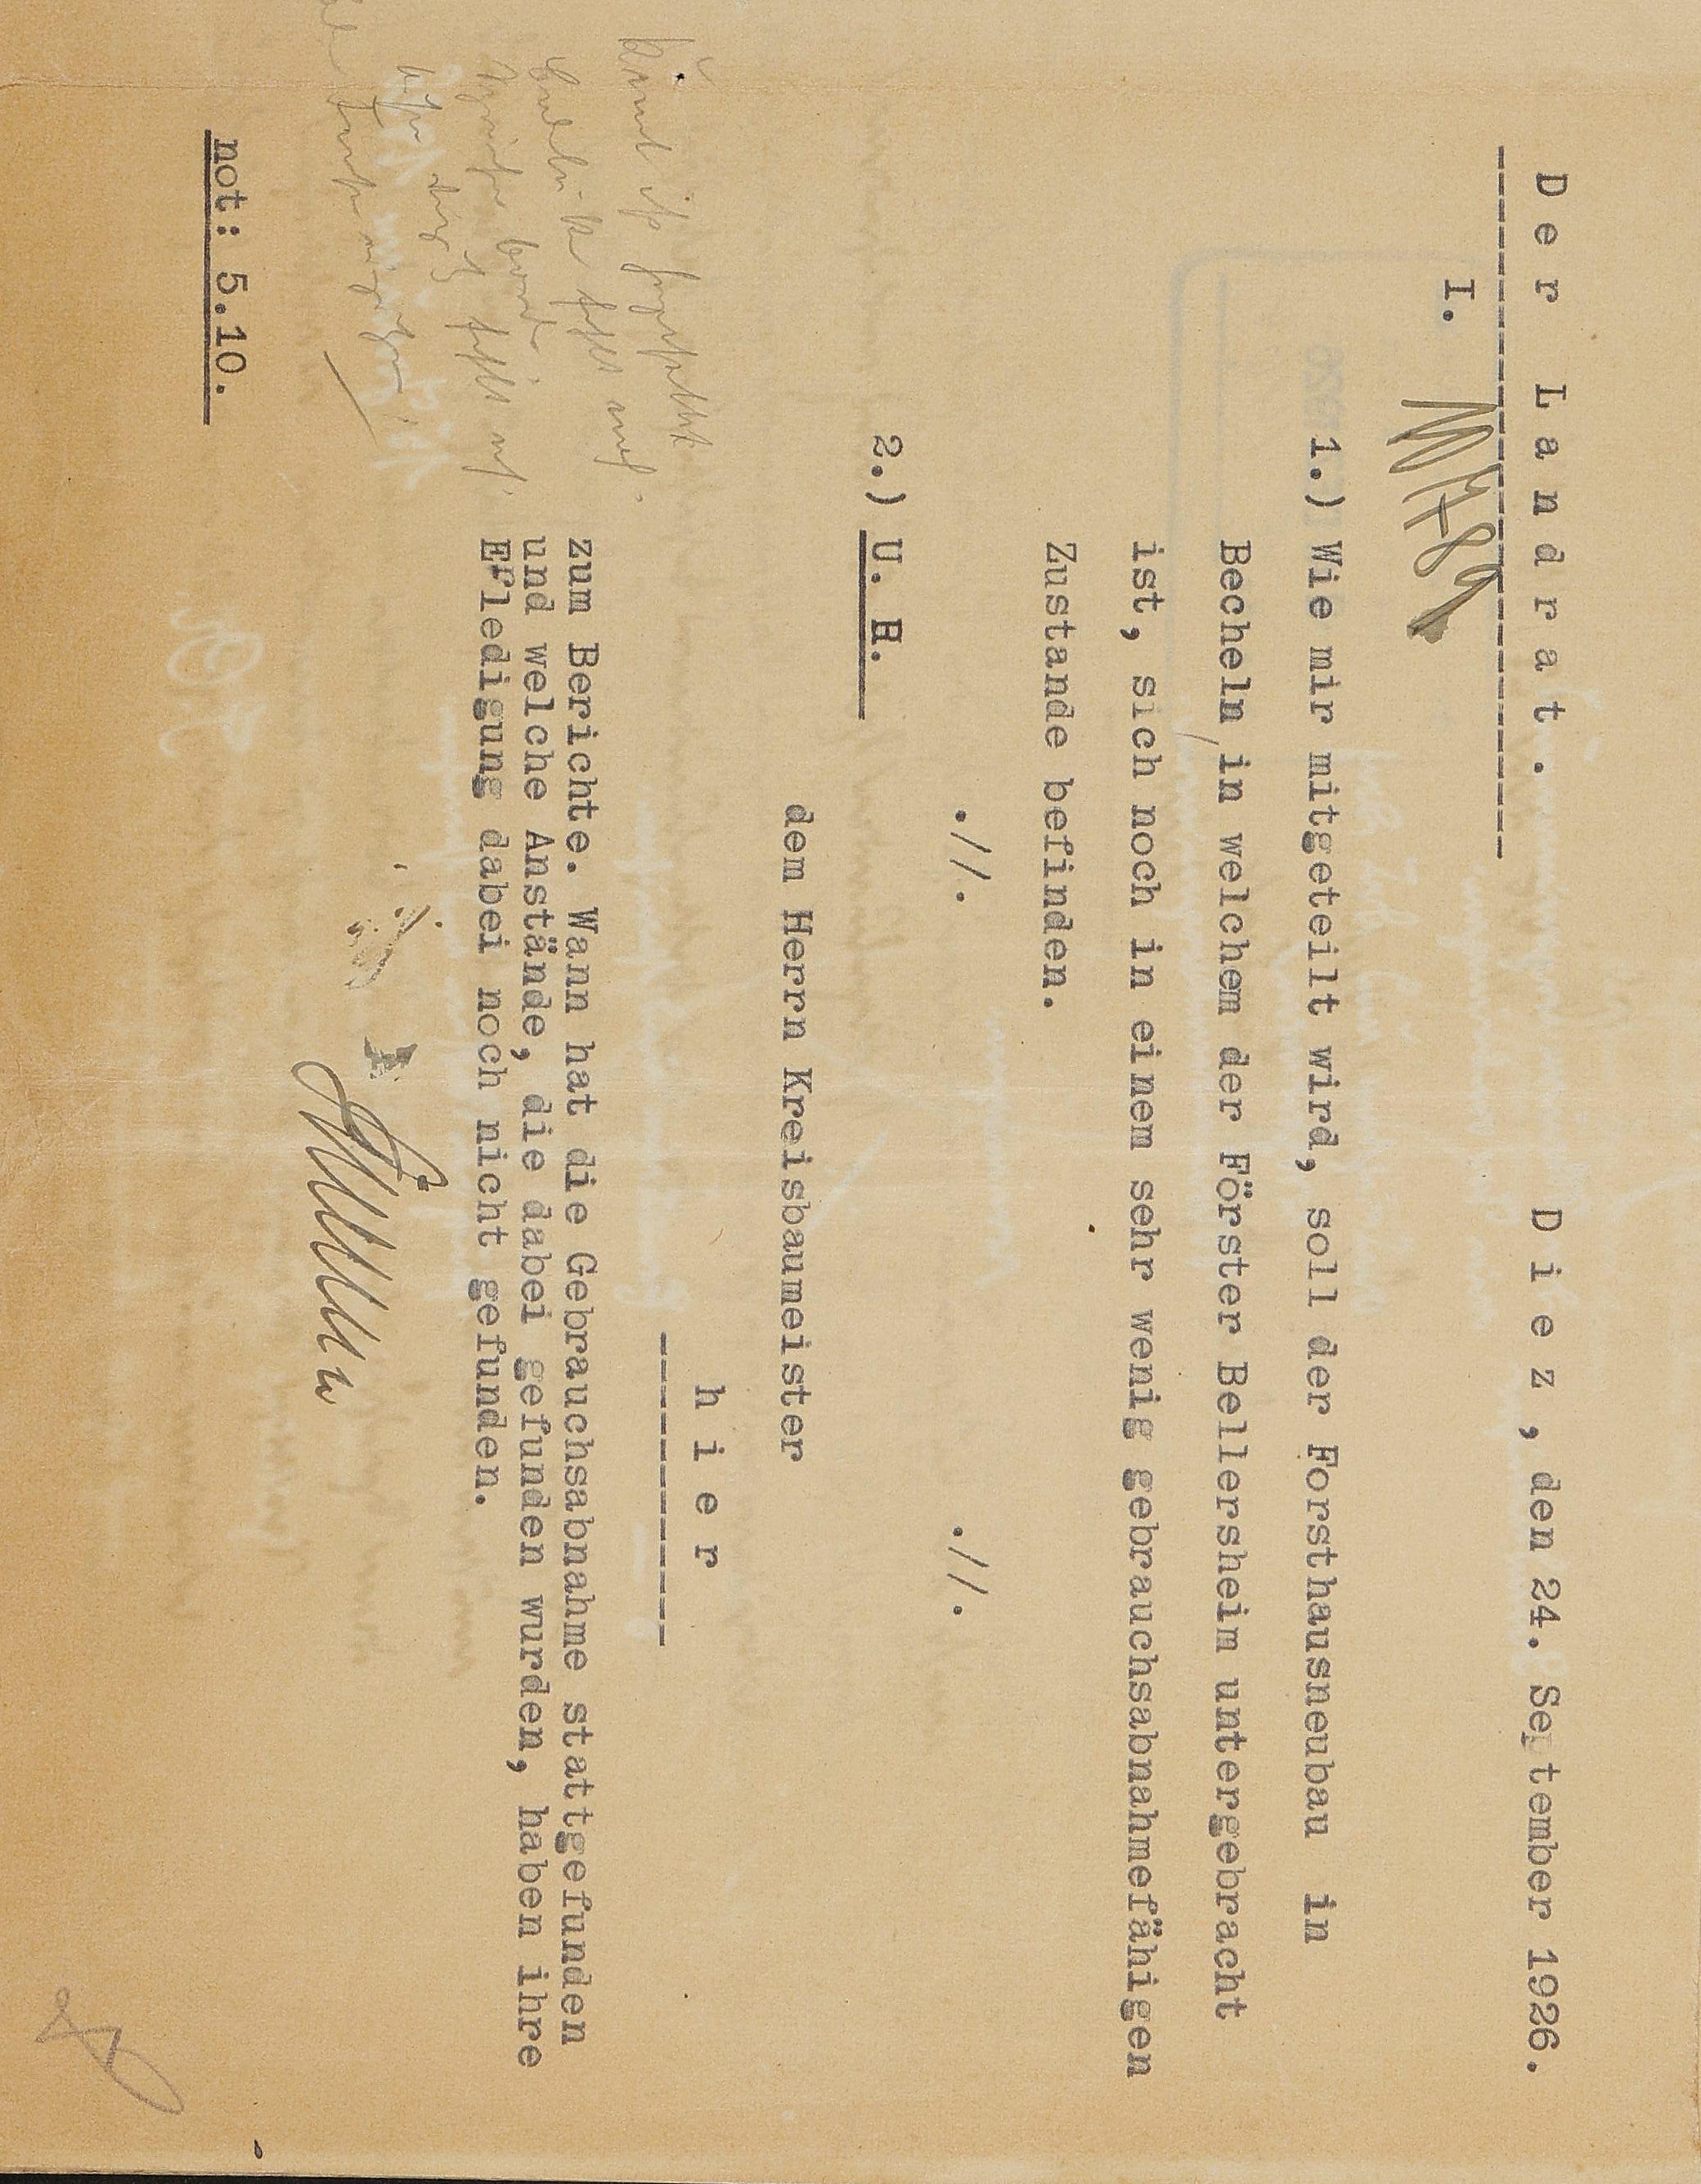 Der Landrat.
Diez, den 24. September 1926.
I.
1.) Wie mir mitgeteilt wird, soll der Forsthausneubau in
Becheln in welchem der Förster Bellersheim untergebracht
ist, sich noch in einem sehr wenig gebrauchsabnahmefähigen
Zustande befinden.
.//. .//.
2.) U. R.
dem Herrn Kreisbaumeister
hier
zum Berichte. Wann hat die Gebrauchsabnahme stattgefunden
und welche Anstände, die dabei gefunden wurden, haben ihre
Erledigung dabei noch nicht gefunden.
not: 5.10.